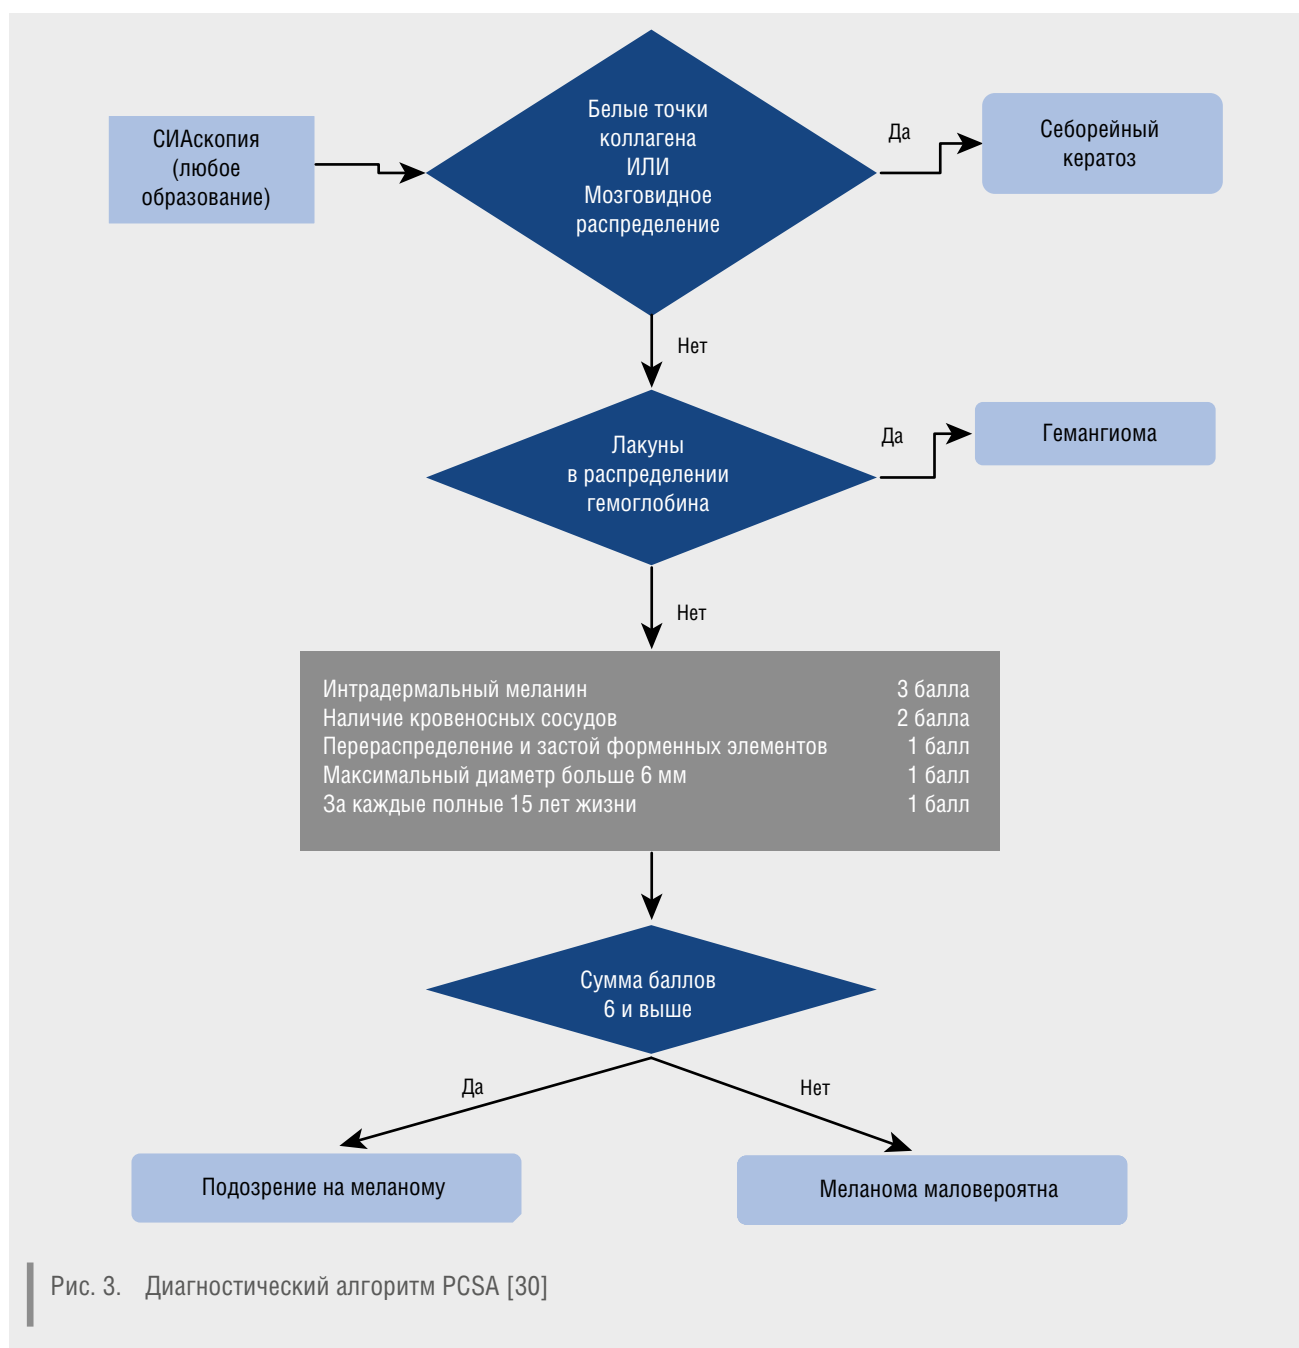 СИАскопия
(любое
образование)
Белые точки
коллагена
ИЛИ
Мозговидное
распределение
Да
Себорейный
кератоз
Нет
Лакуны
в распределении
гемоглобина
Да
Гемангиома
Нет
Интрадермальный меланин 3 балла
Наличие кровеносных сосудов 2 балла
Перераспределение и застой форменных элементов 1 балл
Максимальный диаметр больше 6 мм 1 балл
За каждые полные 15 лет жизни 1 балл
Сумма баллов
6 и выше
Да
Нет
Подозрение на меланому
Меланома маловероятна
Рис. 3. Диагностический алгоритм PCSA [30]